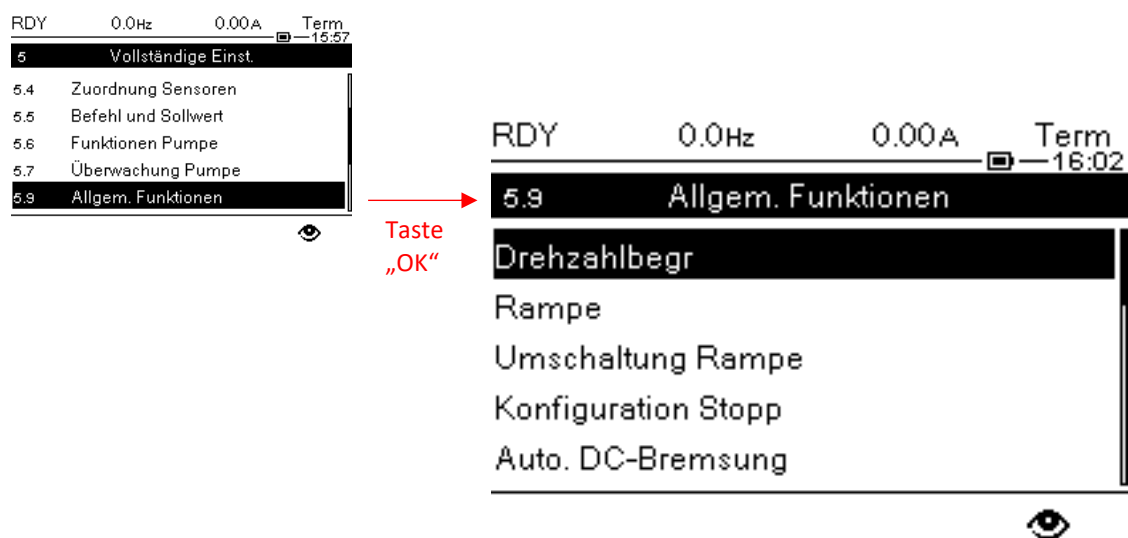 RDY 0.0Hz 0.00A Term
15:57
5 Vollständige Einst.
5.4 Zuordnung Sensoren
5.5 Befehl und Sollwert
5.6 Funktionen Pumpe
5.7 Überwachung Pumpe
5.9 Allgem. Funktionen
Taste
„OK“
RDY 0.0Hz 0.00A Term
16:02
5.9 Allgem. Funktionen
Drehzahlbegr
Rampe
Umschaltung Rampe
Konfiguration Stopp
Auto. DC-Bremsung